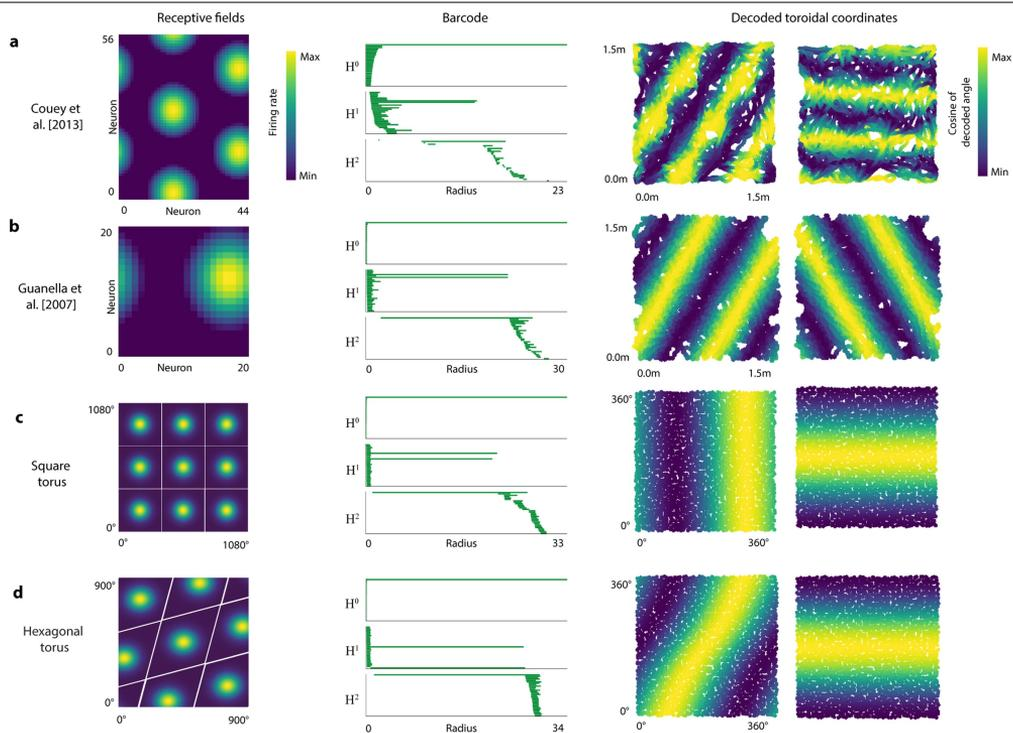 Receptive fields
Barcode
Decoded toroidal coordinates
a
Couey et
al. [2013]
56
Neuron
0
0
Neuron
44
Max
Firing rate
Min
H⁰
H¹
H²
0
Radius
23
1.5m
0.0m
0.0m
1.5m
Max
Cosine of
decoded angle
Min
b
Guanella et
al. [2007]
20
Neuron
0
0
Neuron
20
H⁰
H¹
H²
0
Radius
30
1.5m
0.0m
0.0m
1.5m
c
Square
torus
1080°
0°
0°
1080°
H⁰
H¹
H²
0
Radius
33
360°
0°
0°
360°
d
Hexagonal
torus
900°
0°
0°
900°
H⁰
H¹
H²
0
Radius
34
360°
0°
0°
360°